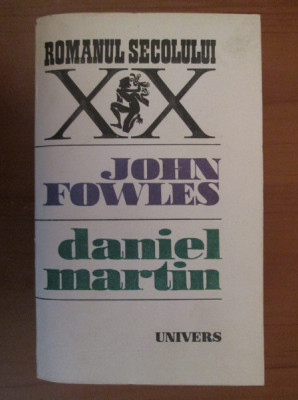 ROMANUL SECOLULUI
XX
JOHN
FOWLES
daniel
martin
UNIVERS